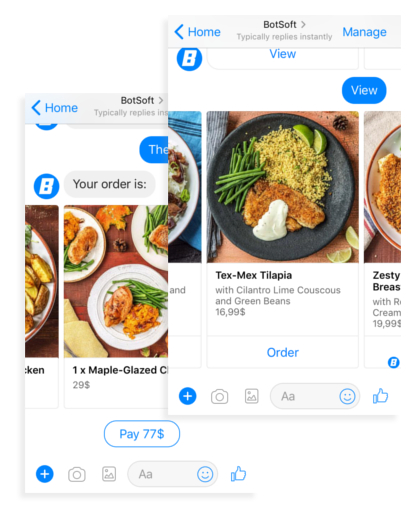 Home
BotSoft >
Typically replies instantly
Manage
View
View
Tex-Mex Tilapia
with Cilantro Lime Couscous
and Green Beans
16,99$
Order
Zesty
Breas
with R
Cream
19,99$
Aa
Home
BotSoft >
Typically replies ins
The
Your order is:
and
cken
1 x Maple-Glazed C
29$
Pay 77$
Aa